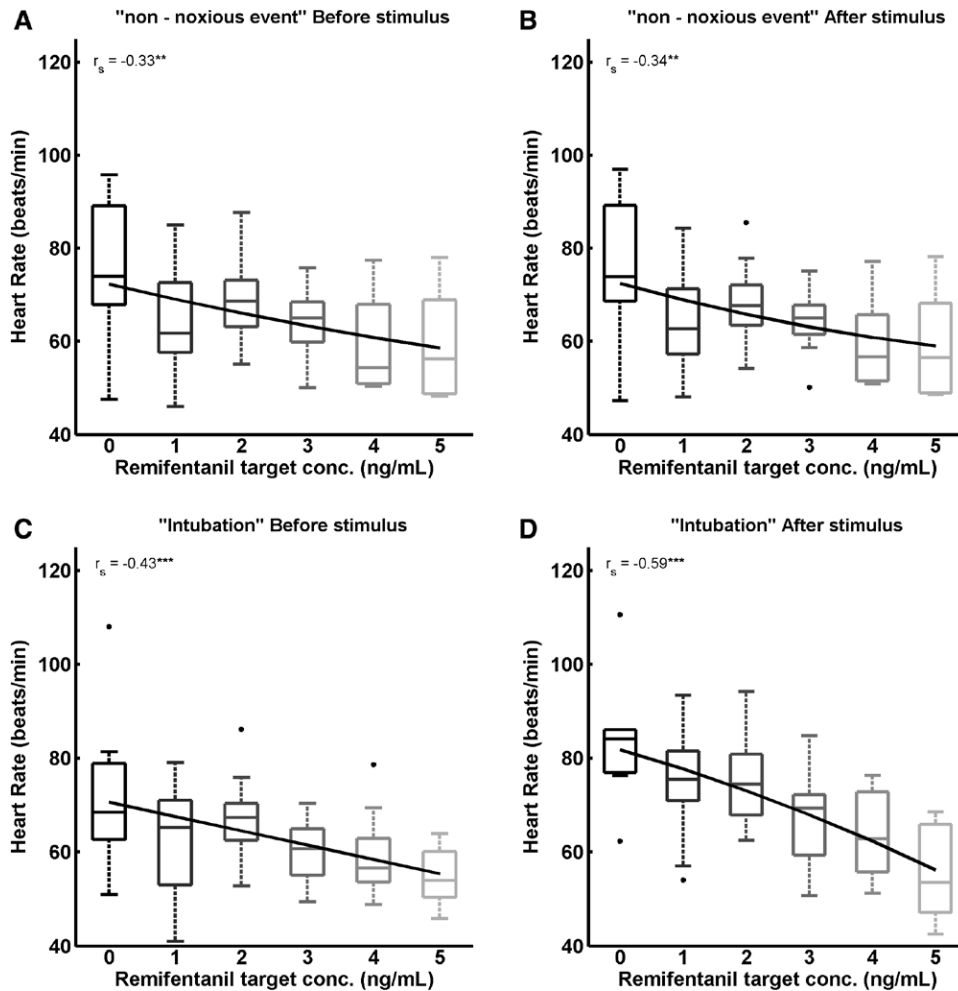 A
"non - noxious event" Before stimulus
r_s = -0.33**
Heart Rate (beats/min)
120
100
80
60
40
0 1 2 3 4 5
Remifentanil target conc. (ng/mL)
B
"non - noxious event" After stimulus
r_s = -0.34**
Heart Rate (beats/min)
120
100
80
60
40
0 1 2 3 4 5
Remifentanil target conc. (ng/mL)
C
"Intubation" Before stimulus
r_s = -0.43***
Heart Rate (beats/min)
120
100
80
60
40
0 1 2 3 4 5
Remifentanil target conc. (ng/mL)
D
"Intubation" After stimulus
r_s = -0.59***
Heart Rate (beats/min)
120
100
80
60
40
0 1 2 3 4 5
Remifentanil target conc. (ng/mL)